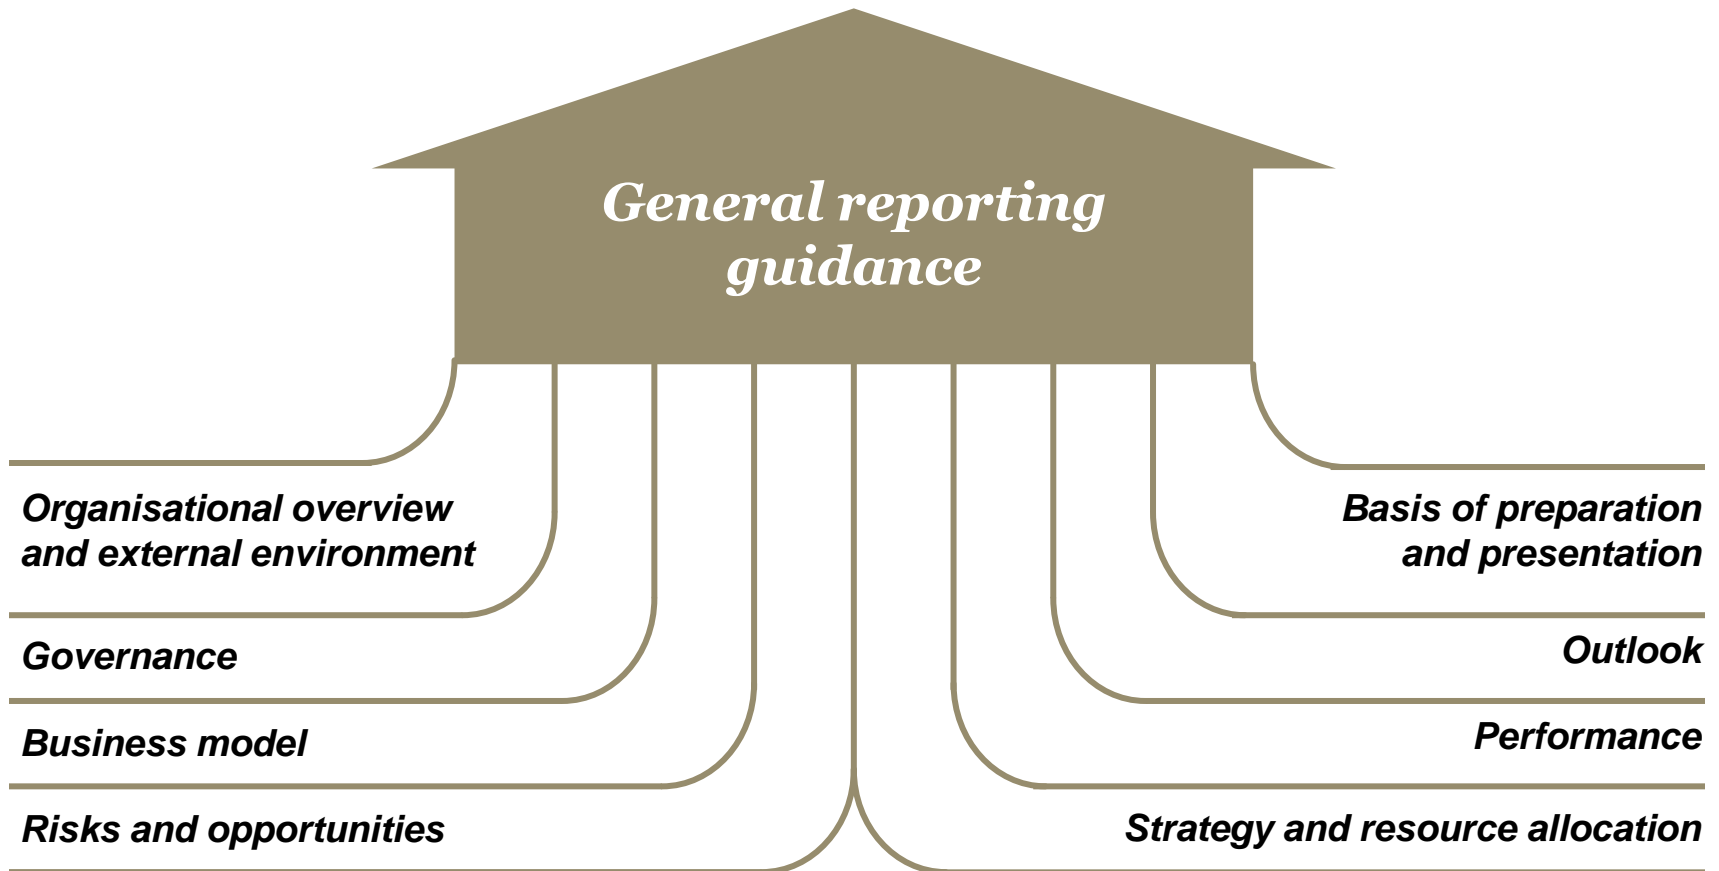 General reporting
guidance
Organisational overview
and external environment
Governance
Business model
Risks and opportunities
Basis of preparation
and presentation
Outlook
Performance
Strategy and resource allocation